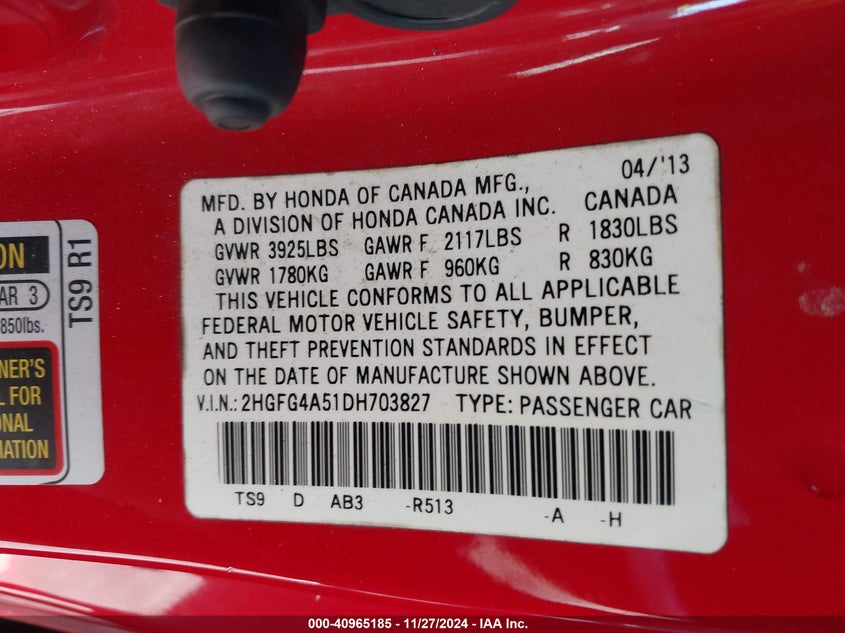 04/'13
MFD. BY HONDA OF CANADA MFG.,
A DIVISION OF HONDA CANADA INC. CANADA
GVWR 3925LBS GAWR F 2117LBS R 1830LBS
GVWR 1780KG GAWR F 960KG R 830KG
THIS VEHICLE CONFORMS TO ALL APPLICABLE
FEDERAL MOTOR VEHICLE SAFETY, BUMPER,
AND THEFT PREVENTION STANDARDS IN EFFECT
ON THE DATE OF MANUFACTURE SHOWN ABOVE.
V.I.N.: 2HGFG4A51DH703827 TYPE: PASSENGER CAR
TS9 D AB3 -R513 -A -H
ON
AR 3
850lbs.
NER'S
L FOR
ONAL
MATION
TS9 R1
000-40965185 - 11/27/2024 - IAA Inc.